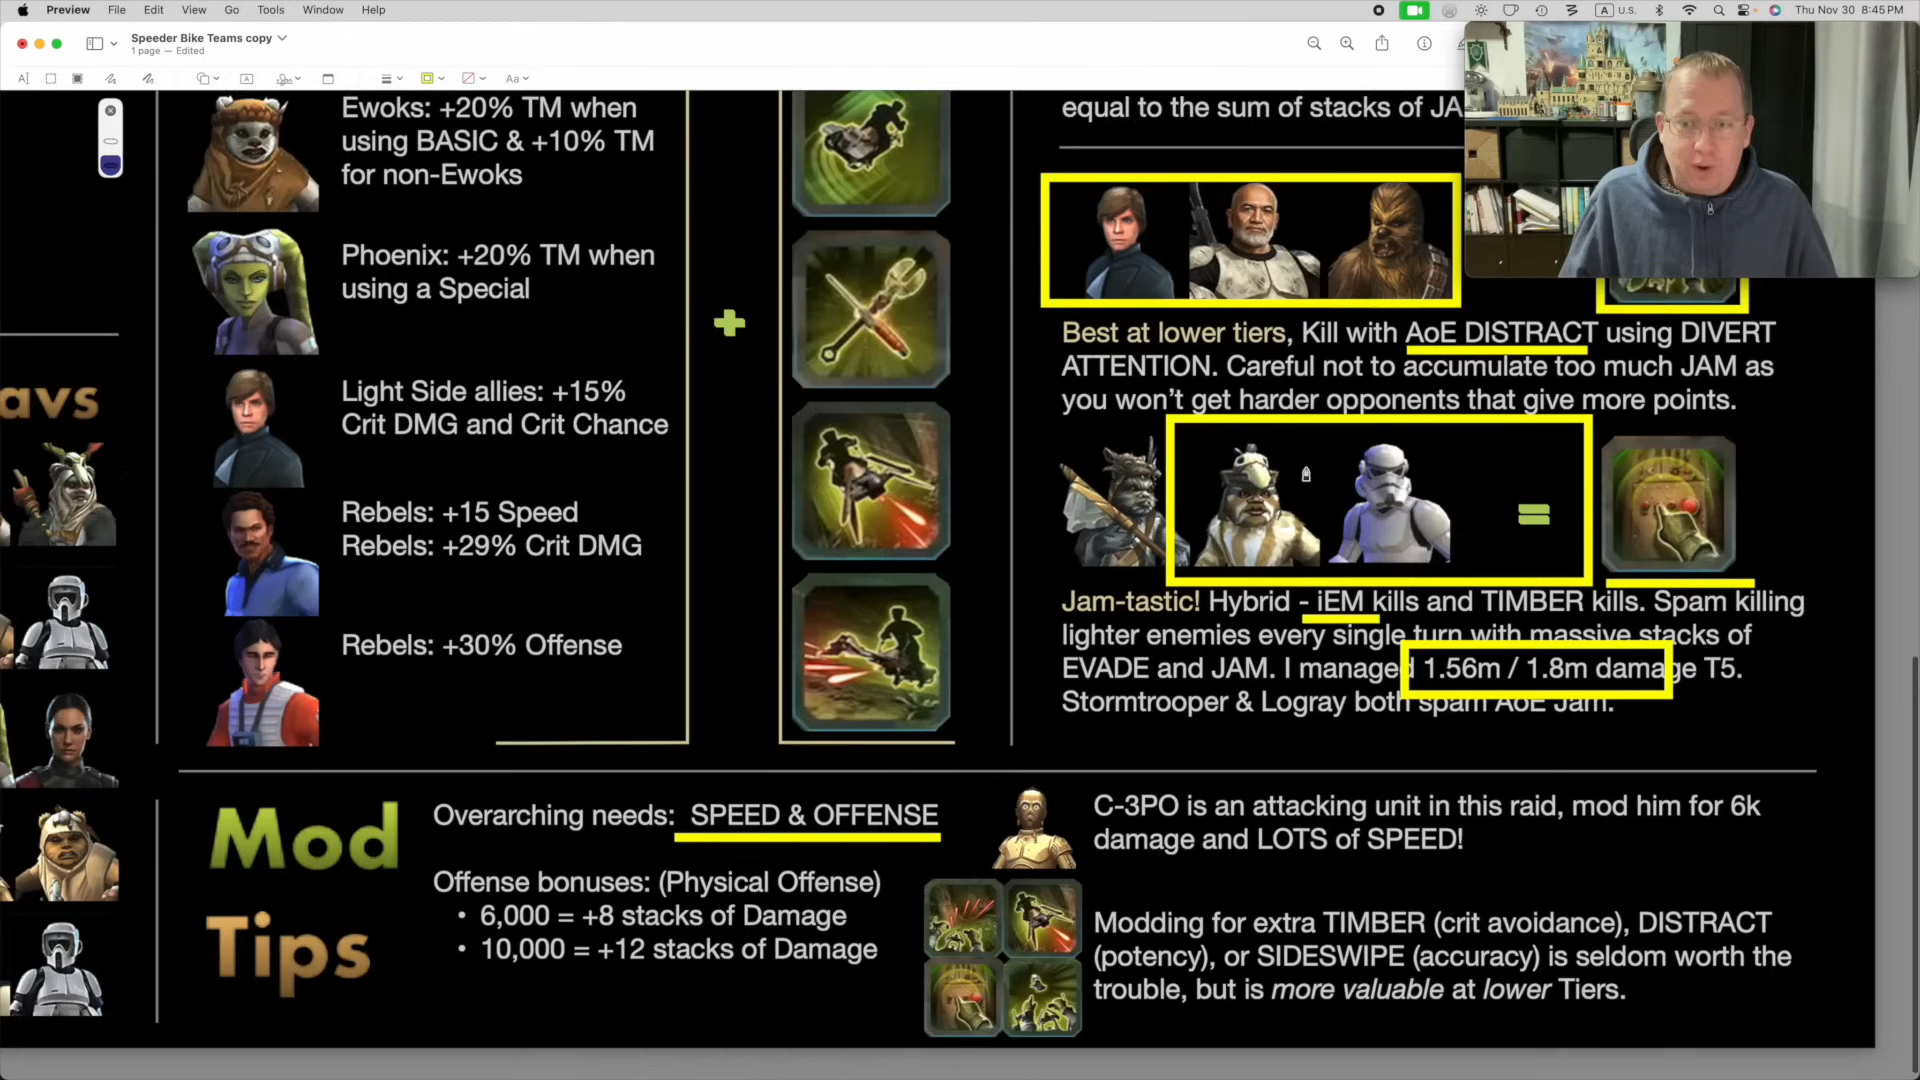 Preview File Edit View Go Tools Window Help
A U.S. Thu Nov 30 8:45 PM
Speeder Bike Teams copy
1 page — Edited
Aa
Ewoks: +20% TM when
using BASIC & +10% TM
for non-Ewoks
Phoenix: +20% TM when
using a Special
Light Side allies: +15%
Crit DMG and Crit Chance
Rebels: +15 Speed
Rebels: +29% Crit DMG
Rebels: +30% Offense
avs
equal to the sum of stacks of JA
Best at lower tiers, Kill with AoE DISTRACT using DIVERT
ATTENTION. Careful not to accumulate too much JAM as
you won't get harder opponents that give more points.
Jam-tastic! Hybrid - iEM kills and TIMBER kills. Spam killing
lighter enemies every single turn with massive stacks of
EVADE and JAM. I managed 1.56m / 1.8m damage T5.
Stormtrooper & Logray both spam AoE Jam.
Mod
Tips
Overarching needs: SPEED & OFFENSE
Offense bonuses: (Physical Offense)
• 6,000 = +8 stacks of Damage
• 10,000 = +12 stacks of Damage
C-3PO is an attacking unit in this raid, mod him for 6k
damage and LOTS of SPEED!
Modding for extra TIMBER (crit avoidance), DISTRACT
(potency), or SIDESWIPE (accuracy) is seldom worth the
trouble, but is more valuable at lower Tiers.